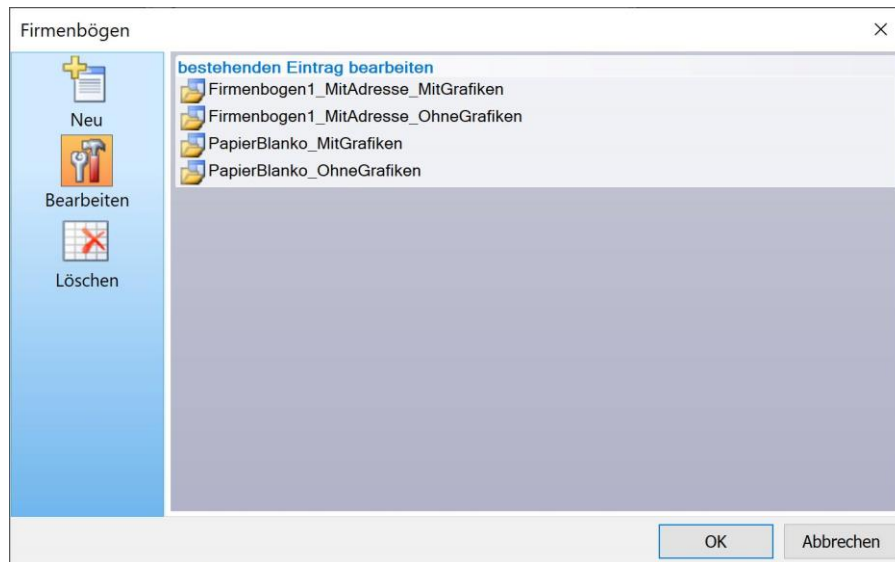 Firmenbögen
Neu
Bearbeiten
Löschen
bestehenden Eintrag bearbeiten
Firmenbogen1_MitAdresse_MitGrafiken
Firmenbogen1_MitAdresse_OhneGrafiken
PapierBlanko_MitGrafiken
PapierBlanko_OhneGrafiken
OK
Abbrechen